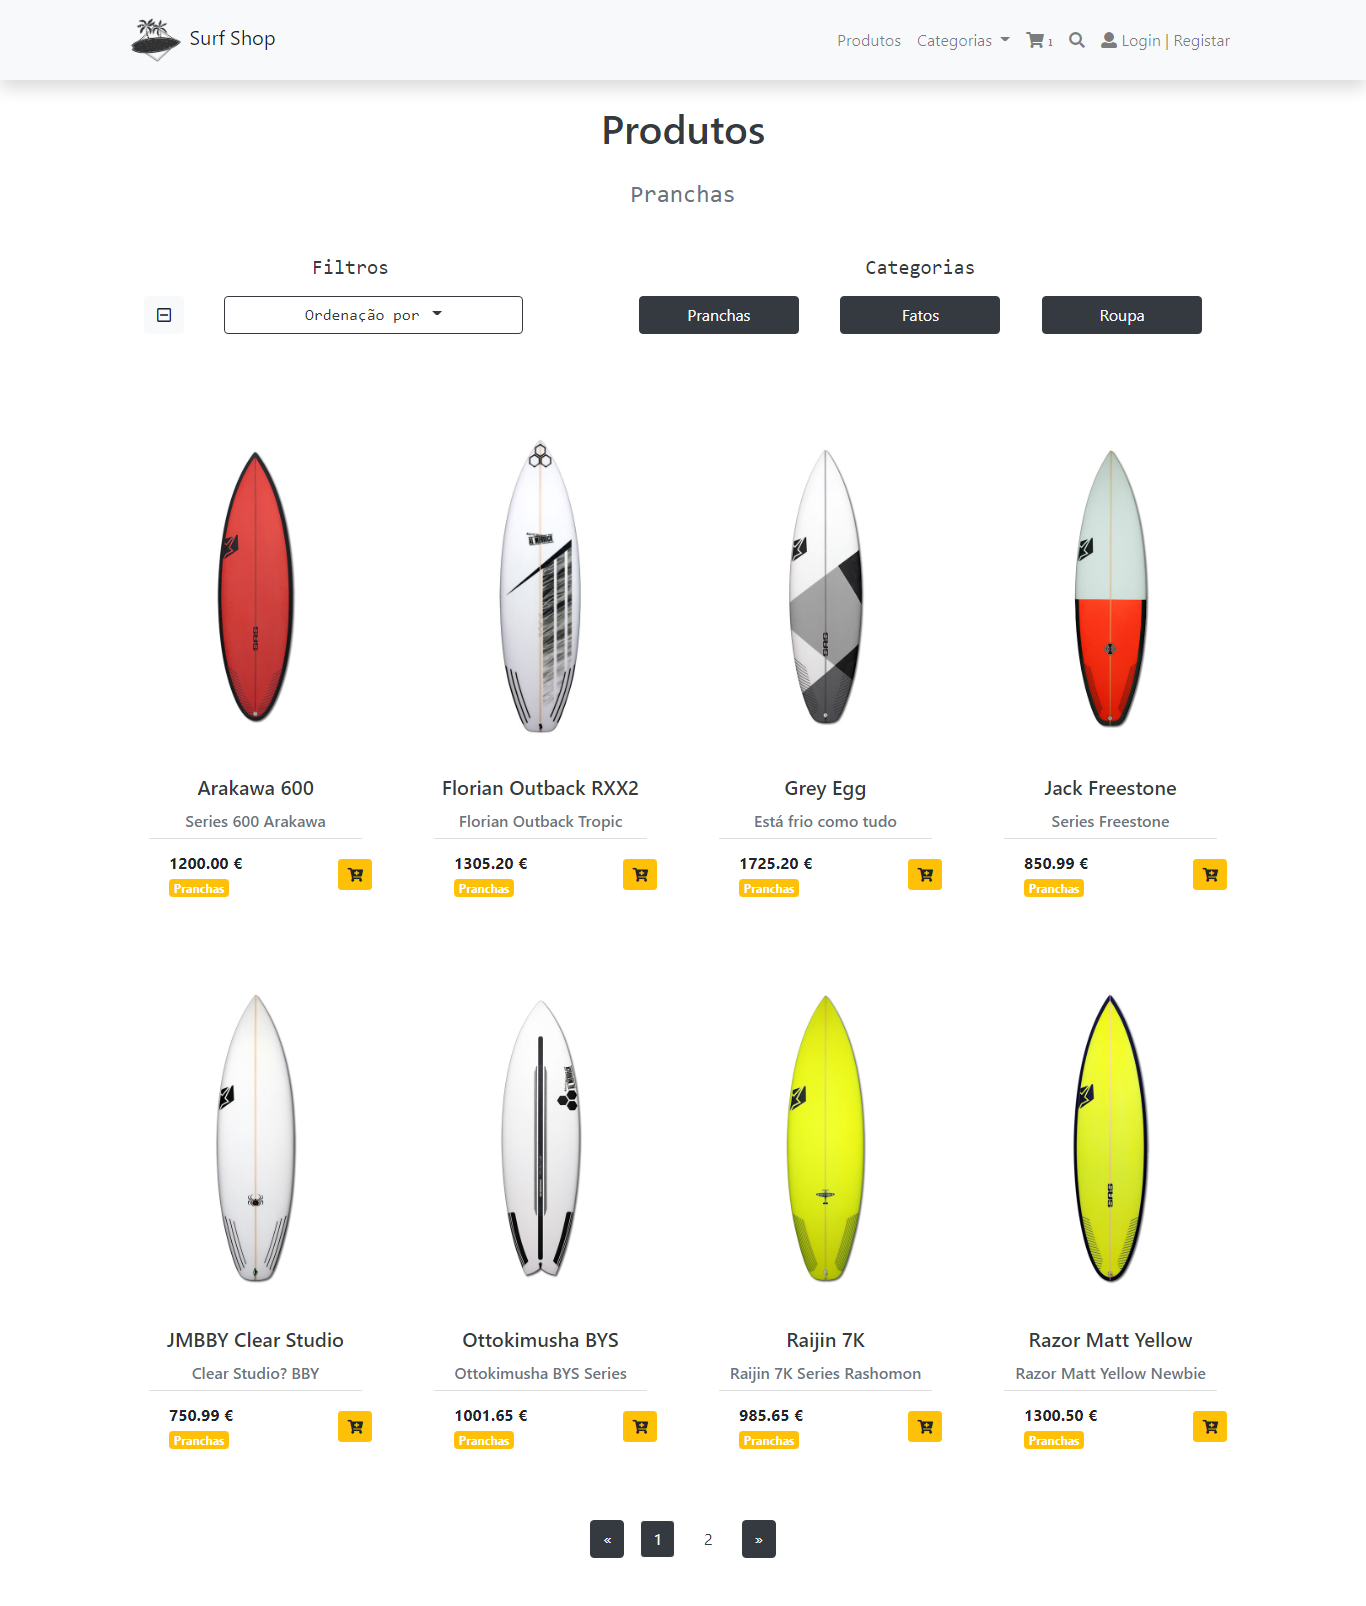 Surf Shop
Produtos
Categorias
1
Login | Registar
Produtos
Pranchas
Filtros
Categorias
Ordenação por
Pranchas
Fatos
Roupa
SRS
SRS
Arakawa 600
Florian Outback RXX2
Grey Egg
Jack Freestone
Series 600 Arakawa
Florian Outback Tropic
Está frio como tudo
Series Freestone
1200.00 €
1305.20 €
1725.20 €
850.99 €
Pranchas
Pranchas
Pranchas
Pranchas
SRS
JMBBY Clear Studio
Ottokimusha BYS
Raijin 7K
Razor Matt Yellow
Clear Studio? BBY
Ottokimusha BYS Series
Raijin 7K Series Rashomon
Razor Matt Yellow Newbie
750.99 €
1001.65 €
985.65 €
1300.50 €
Pranchas
Pranchas
Pranchas
Pranchas
«
1
2
»